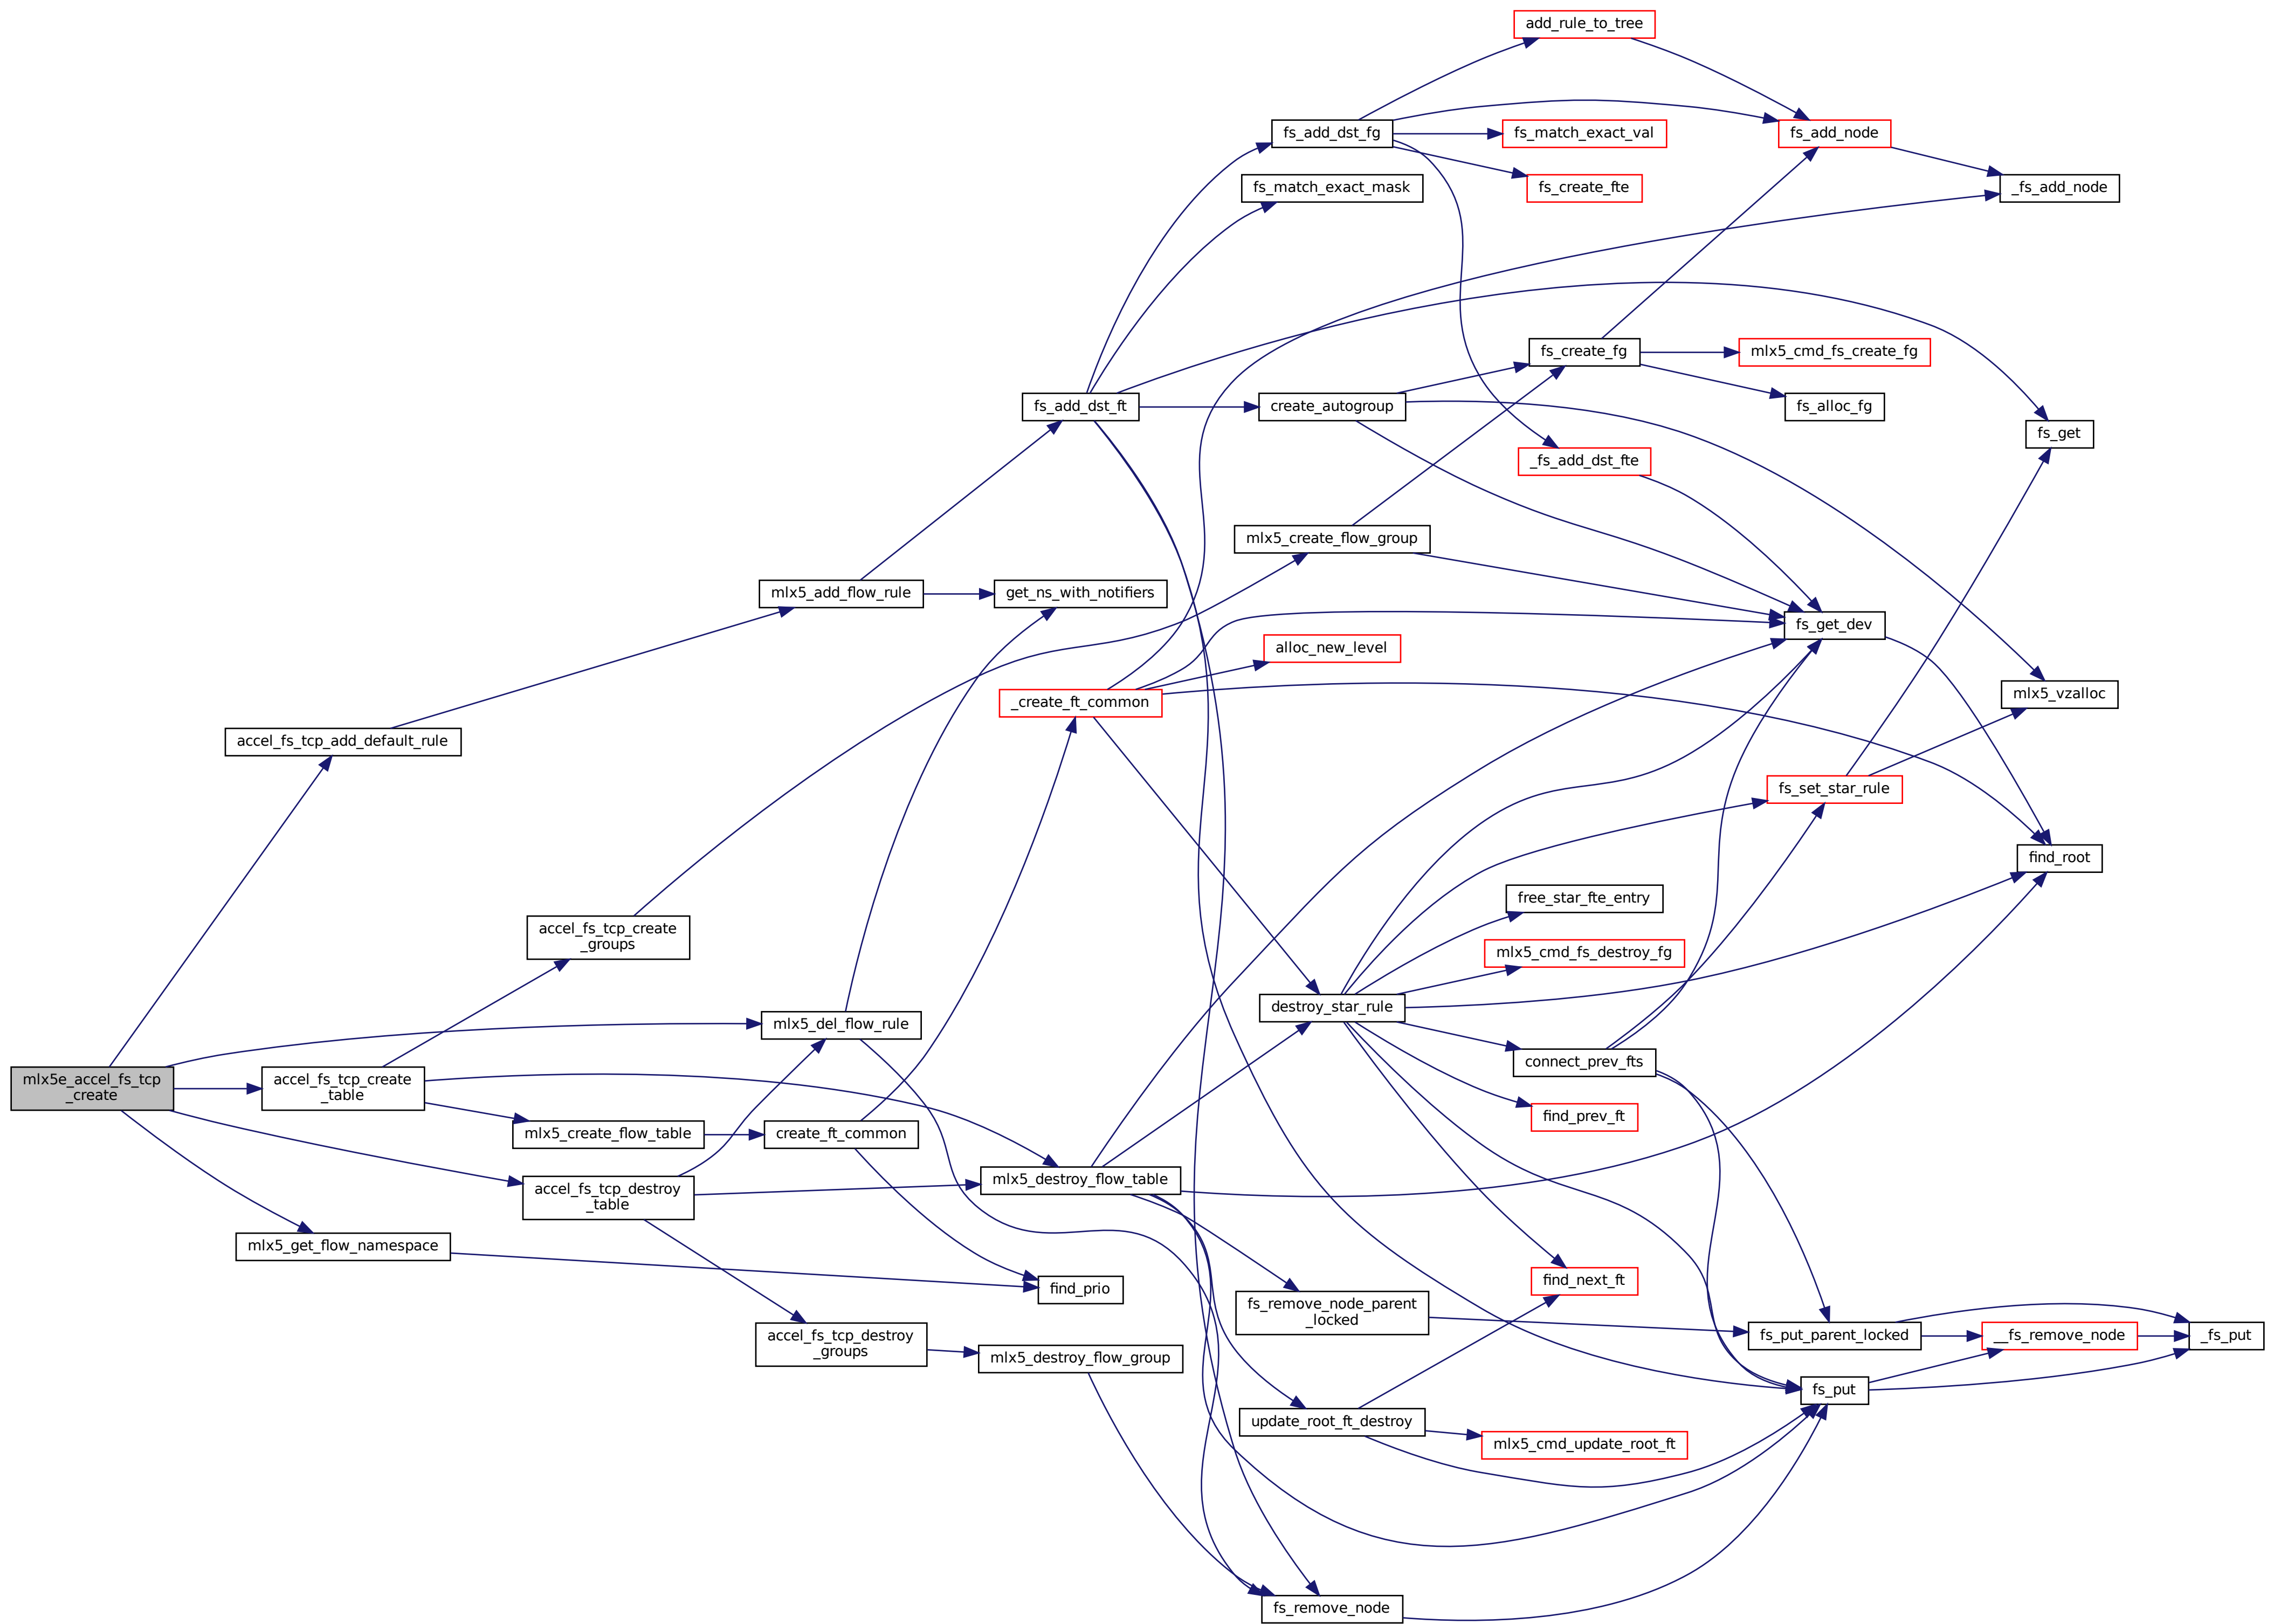 add_rule_to_tree
fs_add_dst_fg
fs_match_exact_val
fs_add_node
fs_match_exact_mask
fs_create_fte
_fs_add_node
fs_create_fg
mlx5_cmd_fs_create_fg
fs_add_dst_ft
create_autogroup
fs_alloc_fg
fs_get
_fs_add_dst_fte
mlx5_create_flow_group
mlx5_add_flow_rule
get_ns_with_notifiers
fs_get_dev
alloc_new_level
_create_ft_common
mlx5_vzalloc
accel_fs_tcp_add_default_rule
fs_set_star_rule
find_root
free_star_fte_entry
accel_fs_tcp_create
_groups
mlx5_cmd_fs_destroy_fg
destroy_star_rule
mlx5_del_flow_rule
connect_prev_fts
mlx5e_accel_fs_tcp
_create
accel_fs_tcp_create
_table
find_prev_ft
mlx5_create_flow_table
create_ft_common
mlx5_destroy_flow_table
accel_fs_tcp_destroy
_table
mlx5_get_flow_namespace
find_prio
find_next_ft
fs_remove_node_parent
_locked
fs_put_parent_locked
__fs_remove_node
_fs_put
accel_fs_tcp_destroy
_groups
mlx5_destroy_flow_group
fs_put
update_root_ft_destroy
mlx5_cmd_update_root_ft
fs_remove_node